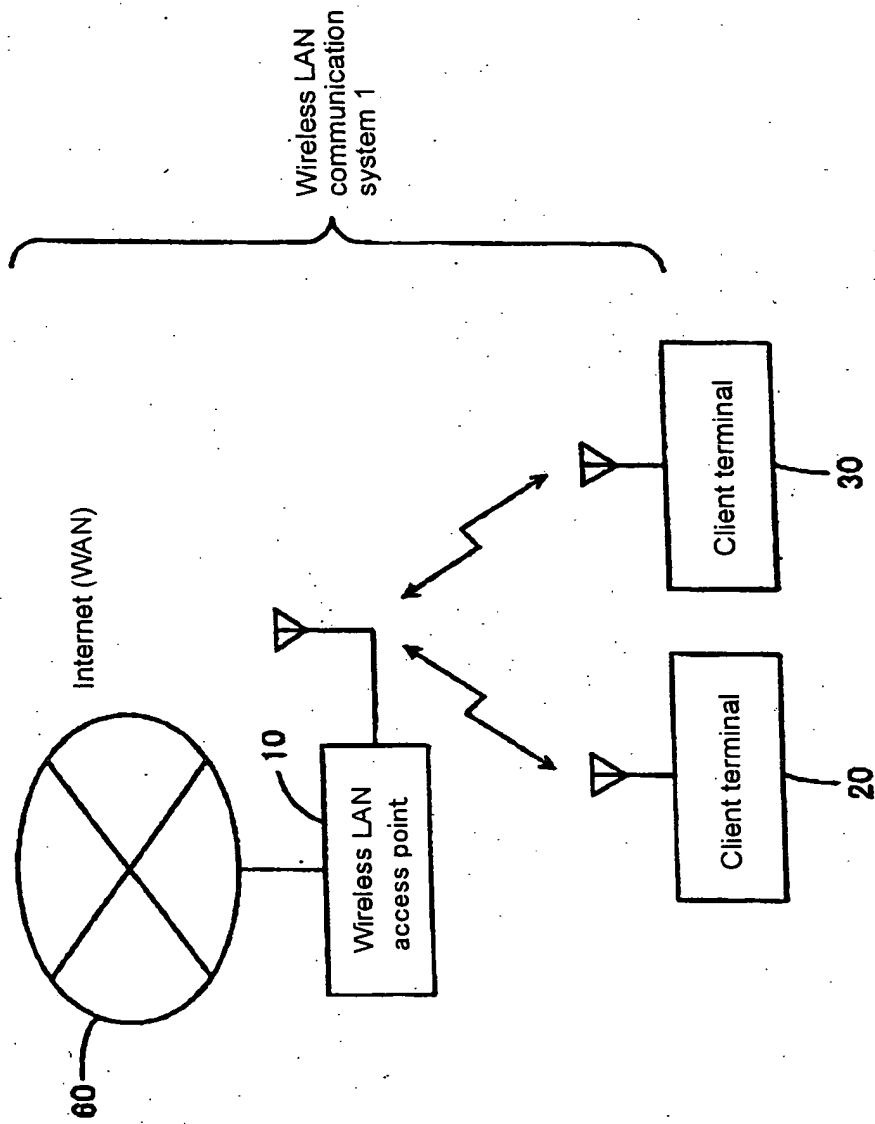 Internet (WAN)
60
10
Wireless LAN
access point
Wireless LAN
communication
system 1
Client terminal
20
Client terminal
30